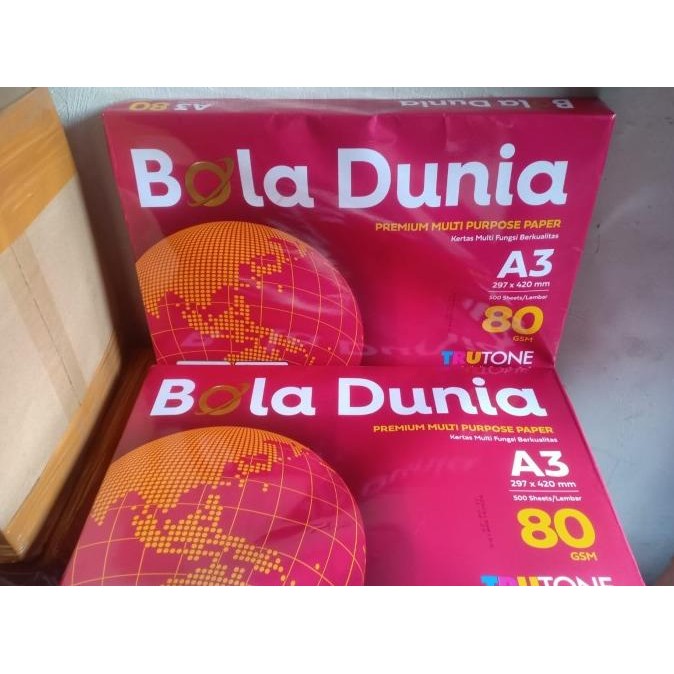 A3 80
Bola Dunia
Bola Dunia
PREMIUM MULTI PURPOSE PAPER
Kertas Multi Fungsi Berkualitas
A3
297 x 420 mm
500 Sheets/Lembar
80
GSM
TRUTONE
Bola Dunia
PREMIUM MULTI PURPOSE PAPER
Kertas Multi Fungsi Berkualitas
A3
297 x 420 mm
500 Sheets/Lembar
80
GSM
TRUTONE